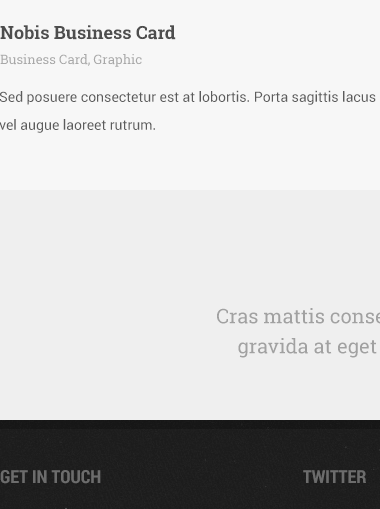 Nobis Business Card
Business Card, Graphic
Sed posuere consectetur est at lobortis. Porta sagittis lacus
vel augue laoreet rutrum.
Cras mattis conse
gravida at eget
GET IN TOUCH
TWITTER